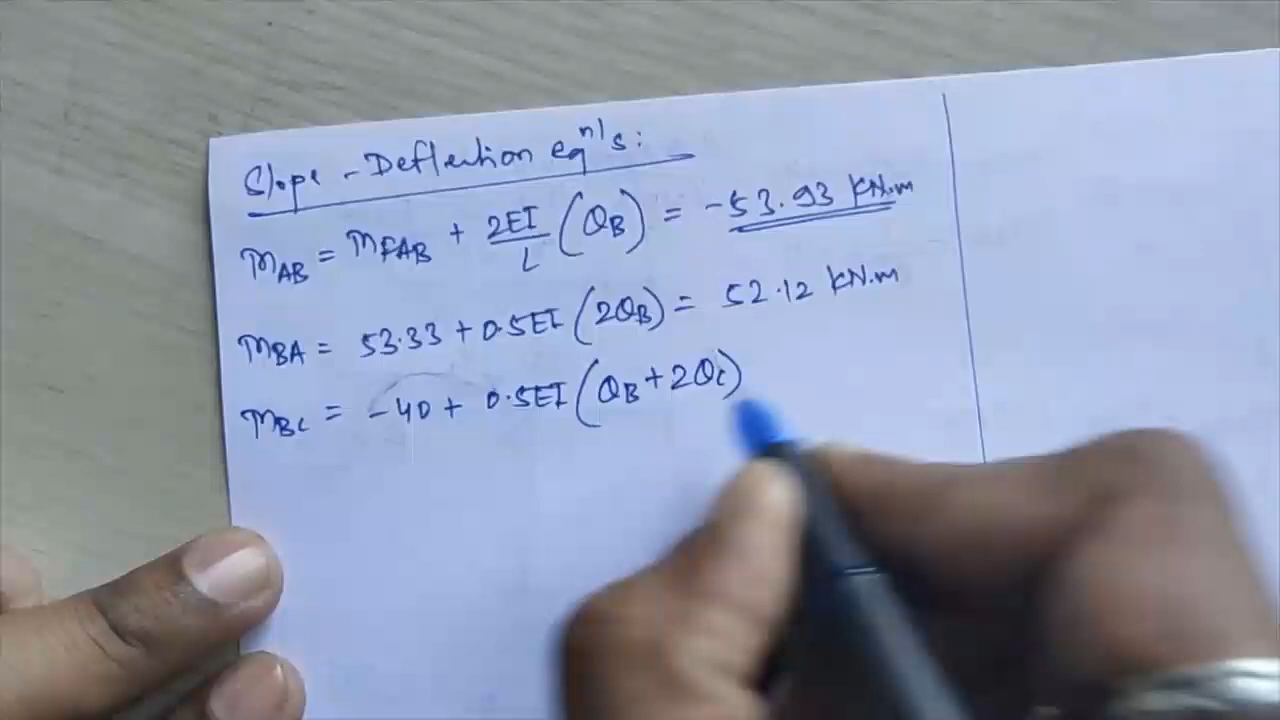 Slope - Deflection eqn's:
MAB = MFAB + 2EI/L (θB) = -53.93 KN.m
MBA = 53.33 + 0.5EI (2θB) = 52.12 KN.m
MBC = -40 + 0.5EI (θB + 2θC)